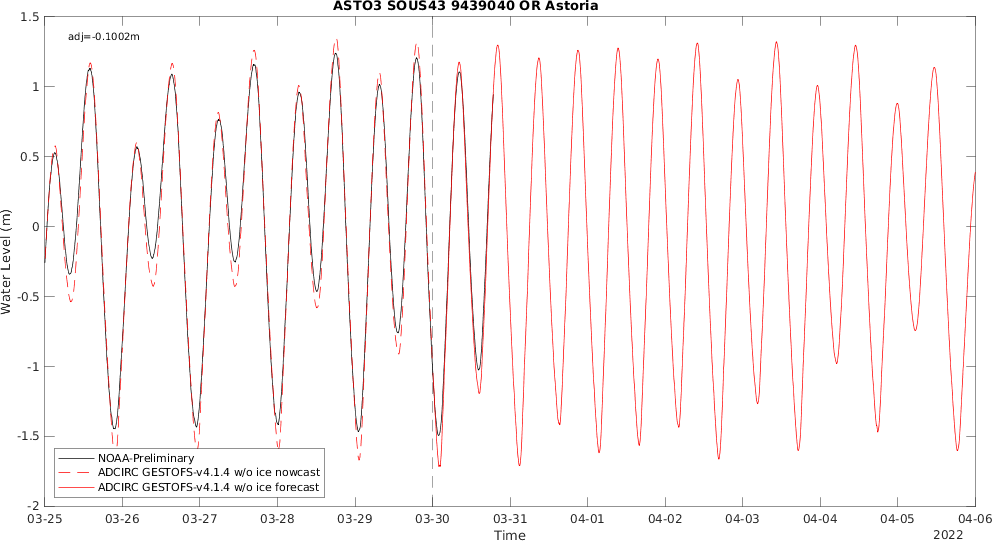 ASTO3 SOUS43 9439040 OR Astoria
adj=-0.1002m
1.5
1
0.5
0
-0.5
-1
-1.5
-2
Water Level (m)
NOAA-Preliminary
ADCIRC GESTOFS-v4.1.4 w/o ice nowcast
ADCIRC GESTOFS-v4.1.4 w/o ice forecast
03-25 03-26 03-27 03-28 03-29 03-30 03-31 04-01 04-02 04-03 04-04 04-05 04-06
Time
2022